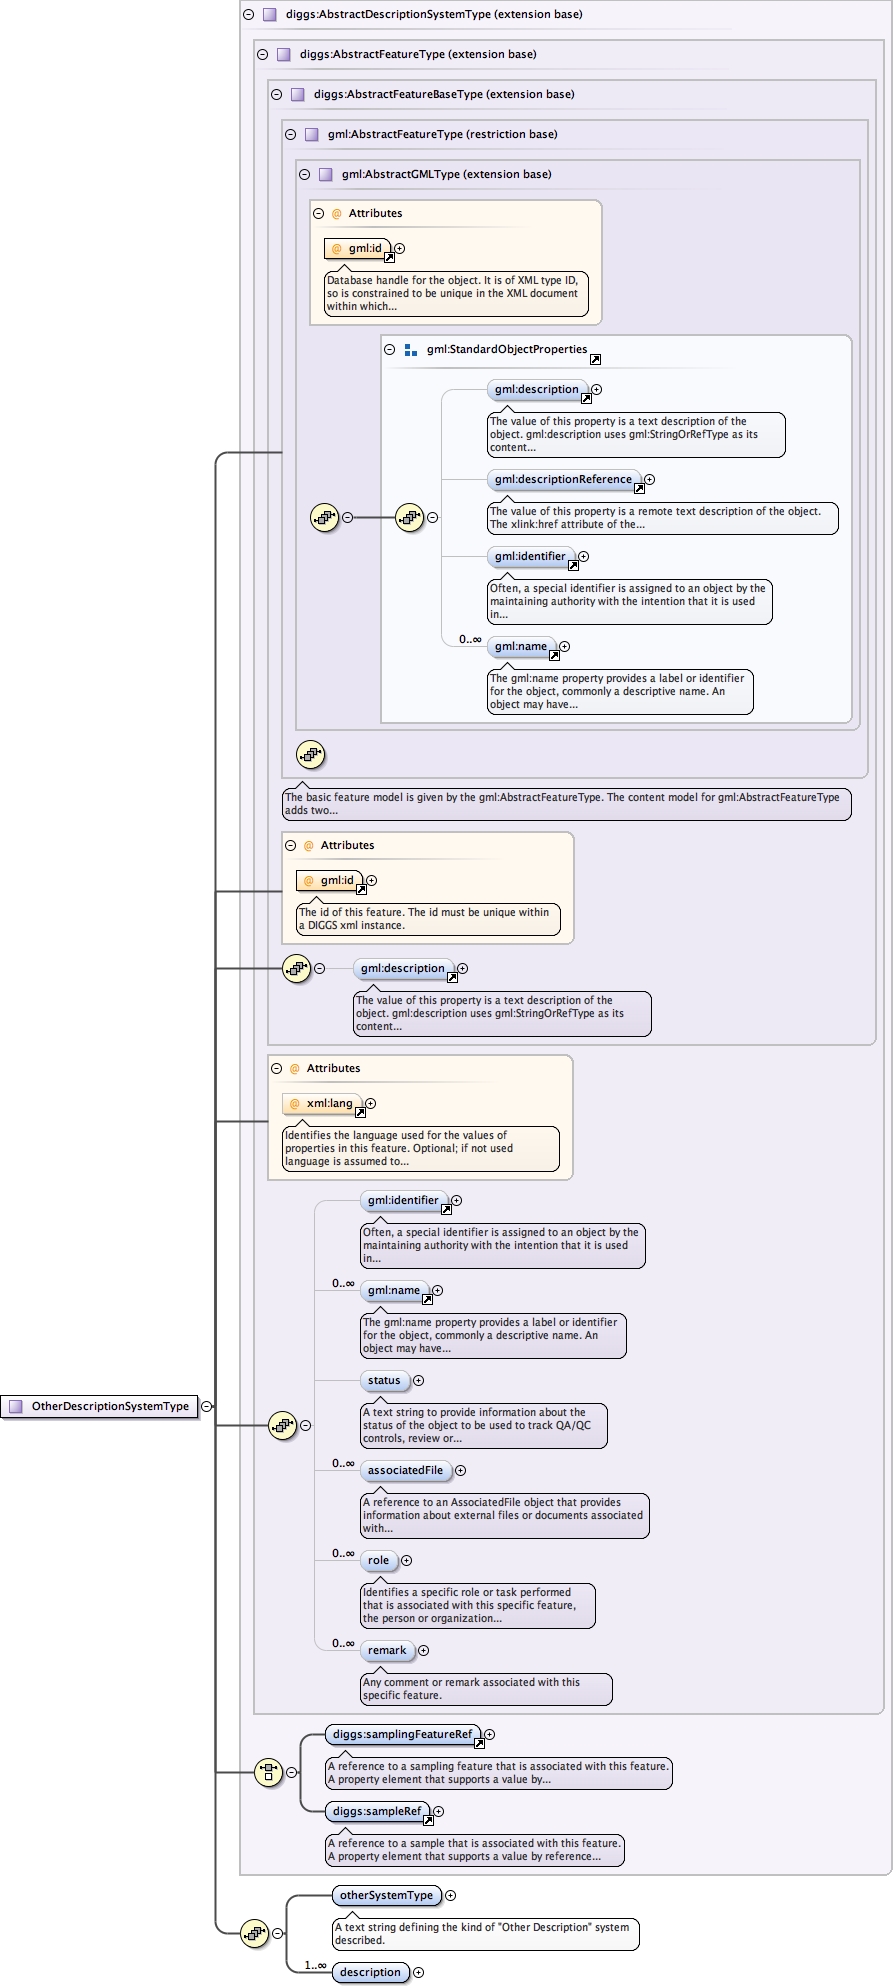 diggs:AbstractDescriptionSystemType (extension base)
diggs:AbstractFeatureType (extension base)
diggs:AbstractFeatureBaseType (extension base)
gml:AbstractFeatureType (restriction base)
gml:AbstractGMLType (extension base)
@ Attributes
@ gml:id
Database handle for the object. It is of XML type ID,
so is constrained to be unique in the XML document
within which...
gml:StandardObjectProperties
gml:description
The value of this property is a text description of the
object. gml:description uses gml:StringOrRefType as its
content...
gml:descriptionReference
The value of this property is a remote text description of the object.
The xlink:href attribute of the...
gml:identifier
Often, a special identifier is assigned to an object by the
maintaining authority with the intention that it is used
in...
0..∞ gml:name
The gml:name property provides a label or identifier
for the object, commonly a descriptive name. An
object may have...
The basic feature model is given by the gml:AbstractFeatureType. The content model for gml:AbstractFeatureType
adds two...
@ Attributes
@ gml:id
The id of this feature. The id must be unique within
a DIGGS xml instance.
gml:description
The value of this property is a text description of the
object. gml:description uses gml:StringOrRefType as its
content...
@ Attributes
@ xml:lang
Identifies the language used for the values of
properties in this feature. Optional; if not used
language is assumed to...
gml:identifier
Often, a special identifier is assigned to an object by the
maintaining authority with the intention that it is used
in...
0..∞ gml:name
The gml:name property provides a label or identifier
for the object, commonly a descriptive name. An
object may have...
status
A text string to provide information about the
status of the object to be used to track QA/QC
controls, review or...
OtherDescriptionSystemType
0..∞ associatedFile
A reference to an AssociatedFile object that provides
information about external files or documents associated
with...
0..∞ role
Identifies a specific role or task performed
that is associated with this specific feature,
the person or organization...
0..∞ remark
Any comment or remark associated with this
specific feature.
diggs:samplingFeatureRef
A reference to a sampling feature that is associated with this feature.
A property element that supports a value by...
diggs:sampleRef
A reference to a sample that is associated with this feature.
A property element that supports a value by reference...
otherSystemType
A text string defining the kind of "Other Description" system
described.
1..∞ description